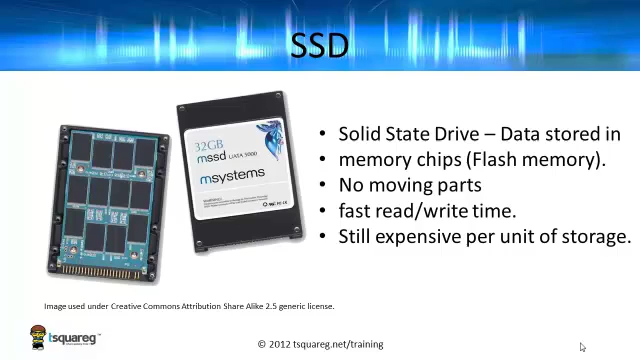 SSD
32GB
mssd UATA 5000
msystems
• Solid State Drive – Data stored in
• memory chips (Flash memory).
• No moving parts
• fast read/write time.
• Still expensive per unit of storage.
Image used under Creative Commons Attribution Share Alike 2.5 generic license.
tsquareg™
© 2012 tsquareg.net/training